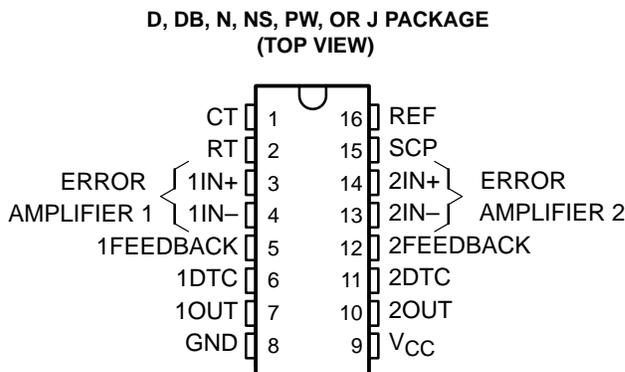 D, DB, N, NS, PW, OR J PACKAGE
(TOP VIEW)
CT 1 16 REF
RT 2 15 SCP
ERROR AMPLIFIER 1
1IN+ 3 14 2IN+
1IN– 4 13 2IN–
ERROR AMPLIFIER 2
1FEEDBACK 5 12 2FEEDBACK
1DTC 6 11 2DTC
1OUT 7 10 2OUT
GND 8 9 VCC